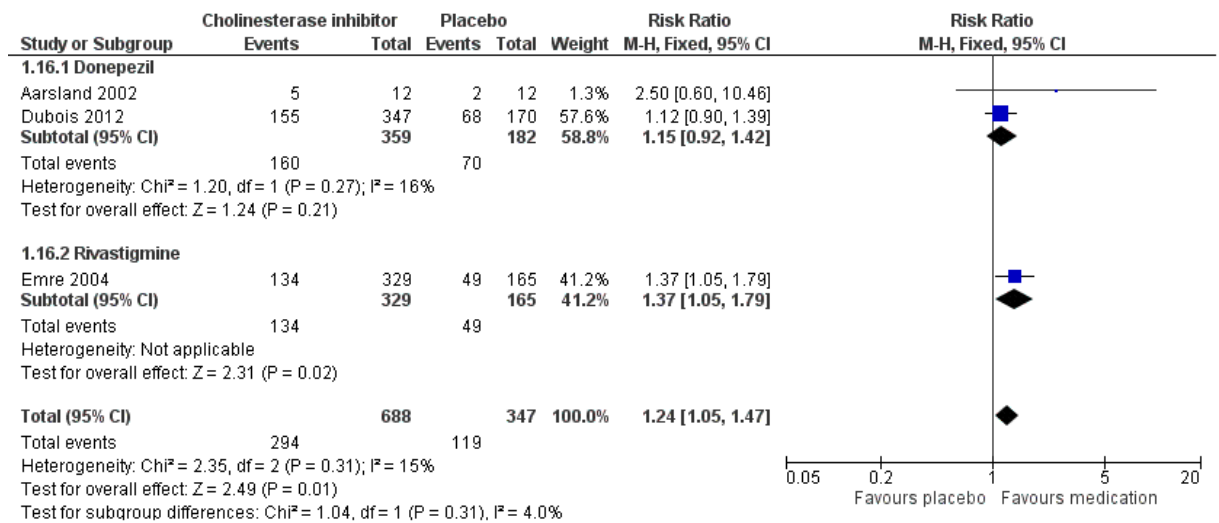 Cholinesterase inhibitor Placebo Risk Ratio Risk Ratio
Study or Subgroup Events Total Events Total Weight M-H, Fixed, 95% CI M-H, Fixed, 95% CI
1.16.1 Donepezil
Aarsland 2002 5 12 2 12 1.3% 2.50 [0.60, 10.46]
Dubois 2012 155 347 68 170 57.6% 1.12 [0.90, 1.39]
Subtotal (95% CI) 359 182 58.8% 1.15 [0.92, 1.42]
Total events 160 70
Heterogeneity: Chi² = 1.20, df = 1 (P = 0.27); I² = 16%
Test for overall effect: Z = 1.24 (P = 0.21)
1.16.2 Rivastigmine
Emre 2004 134 329 49 165 41.2% 1.37 [1.05, 1.79]
Subtotal (95% CI) 329 165 41.2% 1.37 [1.05, 1.79]
Total events 134 49
Heterogeneity: Not applicable
Test for overall effect: Z = 2.31 (P = 0.02)
Total (95% CI) 688 347 100.0% 1.24 [1.05, 1.47]
Total events 294 119
Heterogeneity: Chi² = 2.35, df = 2 (P = 0.31); I² = 15%
Test for overall effect: Z = 2.49 (P = 0.01)
Test for subgroup differences: Chi² = 1.04, df = 1 (P = 0.31), I² = 4.0%
0.05 0.2 1 5 20
Favours placebo Favours medication